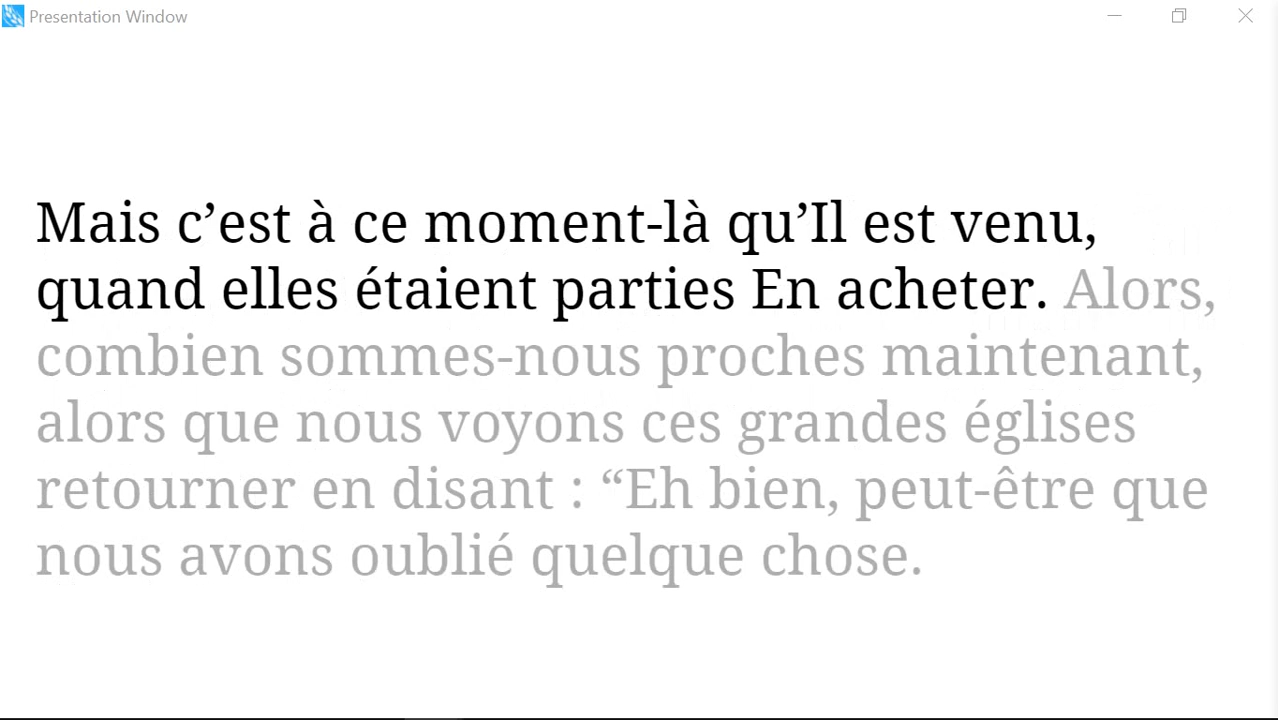 Presentation Window
Mais c’est à ce moment-là qu’Il est venu,
quand elles étaient parties En acheter. Alors,
combien sommes-nous proches maintenant,
alors que nous voyons ces grandes églises
retourner en disant : “Eh bien, peut-être que
nous avons oublié quelque chose.